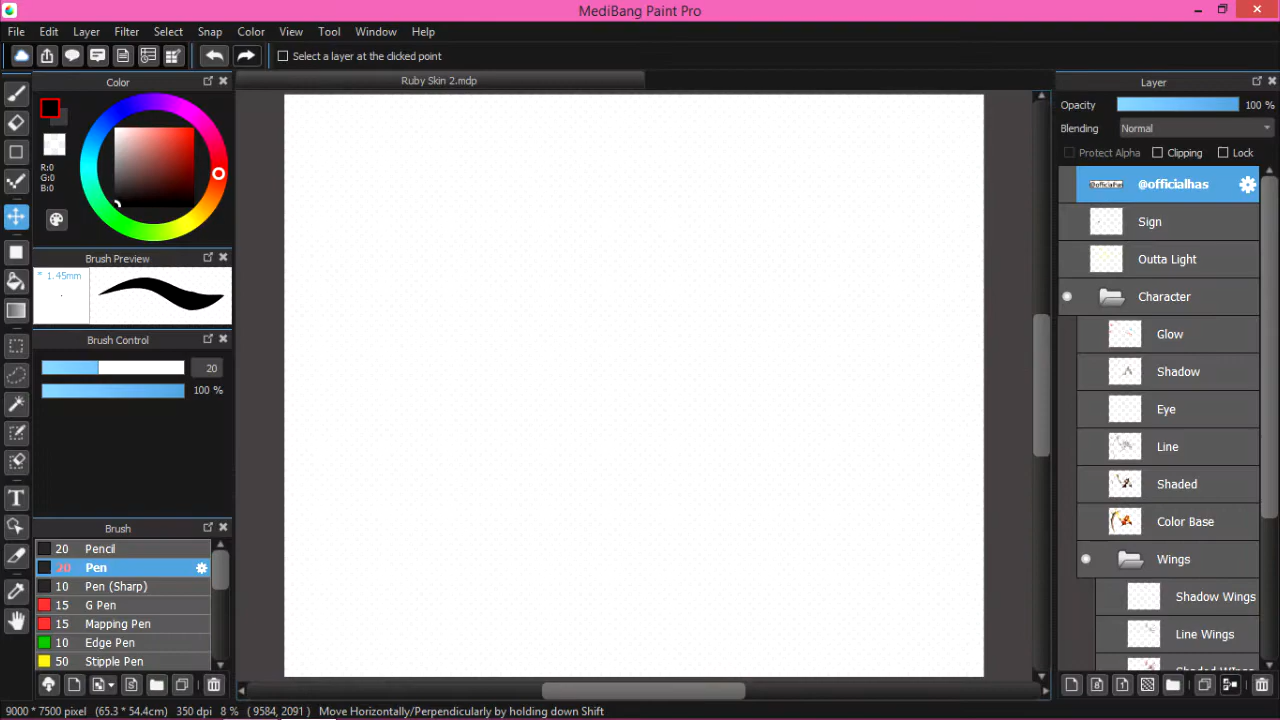 MediBang Paint Pro
File Edit Layer Filter Select Snap Color View Tool Window Help
Select a layer at the clicked point
Color
Ruby Skin 2.mdp
Layer
Opacity 100 %
Blending Normal
Protect Alpha Clipping Lock
R:0
G:0
B:0
@officialhas
Sign
Outta Light
Character
Glow
Shadow
Eye
Line
Shaded
Color Base
Wings
Shadow Wings
Line Wings
Shaded Wings
Brush Preview
1.45mm
Brush Control
20
100 %
Brush
20 Pencil
20 Pen
10 Pen (Sharp)
15 G Pen
15 Mapping Pen
10 Edge Pen
50 Stipple Pen
T
8 1
9000 * 7500 pixel (65.3 * 54.4cm) 350 dpi 8 % ( 9584, 2091 ) Move Horizontally/Perpendicularly by holding down Shift